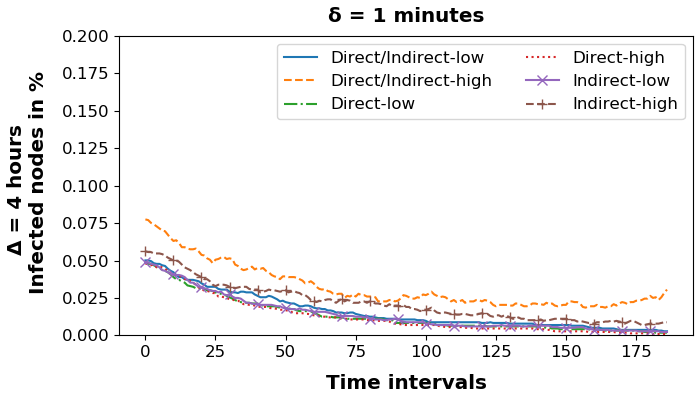 δ = 1 minutes
Δ = 4 hours
Infected nodes in %
0.200
0.175
0.150
0.125
0.100
0.075
0.050
0.025
0.000
Direct/Indirect-low
Direct/Indirect-high
Direct-low
Direct-high
Indirect-low
Indirect-high
0 25 50 75 100 125 150 175
Time intervals